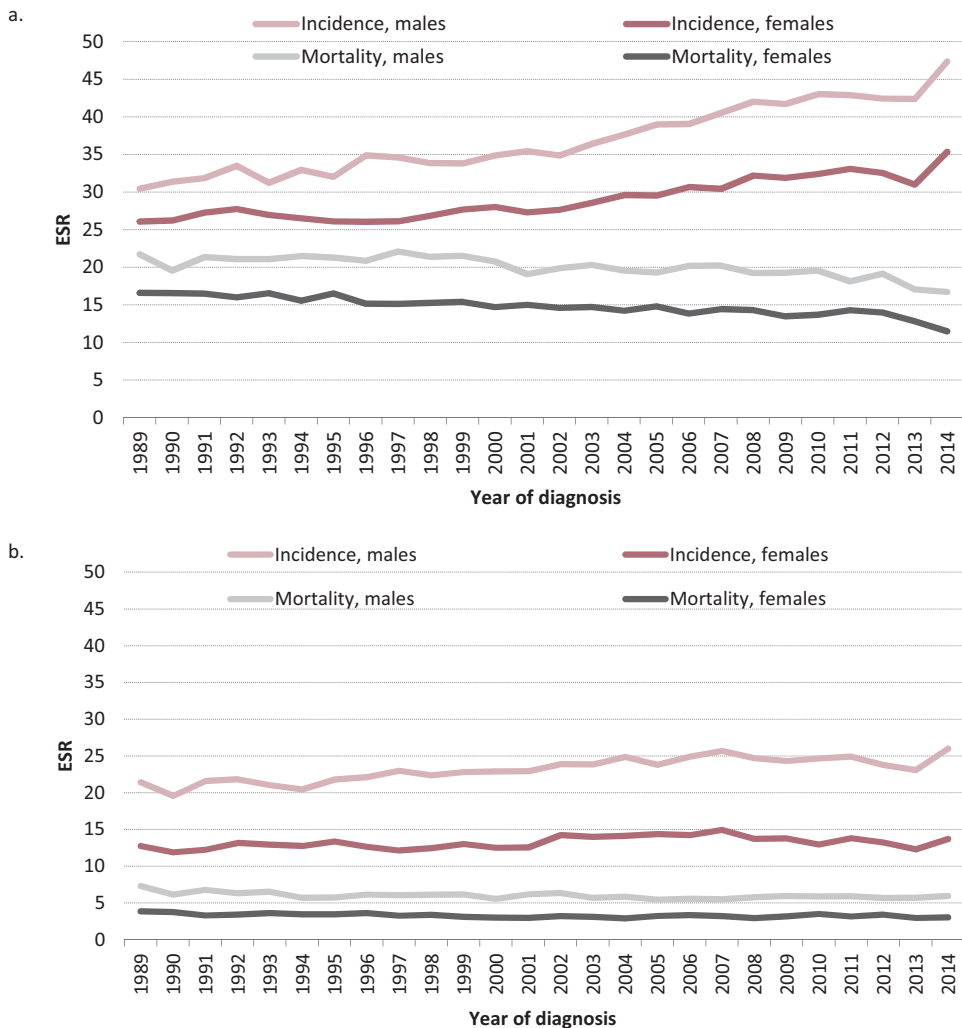 a.
Incidence, males
Incidence, females
Mortality, males
Mortality, females
50
45
40
35
30
25
20
15
10
5
0
ESR
1989 1990 1991 1992 1993 1994 1995 1996 1997 1998 1999 2000 2001 2002 2003 2004 2005 2006 2007 2008 2009 2010 2011 2012 2013 2014
Year of diagnosis
b.
Incidence, males
Incidence, females
Mortality, males
Mortality, females
50
45
40
35
30
25
20
15
10
5
0
ESR
1989 1990 1991 1992 1993 1994 1995 1996 1997 1998 1999 2000 2001 2002 2003 2004 2005 2006 2007 2008 2009 2010 2011 2012 2013 2014
Year of diagnosis